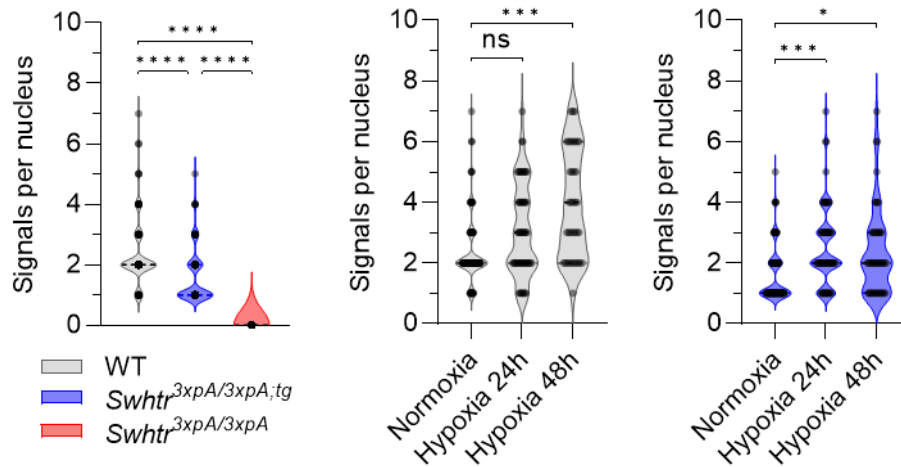 Signals per nucleus
10
8
6
4
2
0
* * * *
* * * * * * * *
WT
Swhtr3xpA/3xpA;tg
Swhtr3xpA/3xpA
Signals per nucleus
10
8
6
4
2
0
* * *
ns
Normoxia
Hypoxia 24h
Hypoxia 48h
Signals per nucleus
10
8
6
4
2
0
*
* * *
Normoxia
Hypoxia 24h
Hypoxia 48h